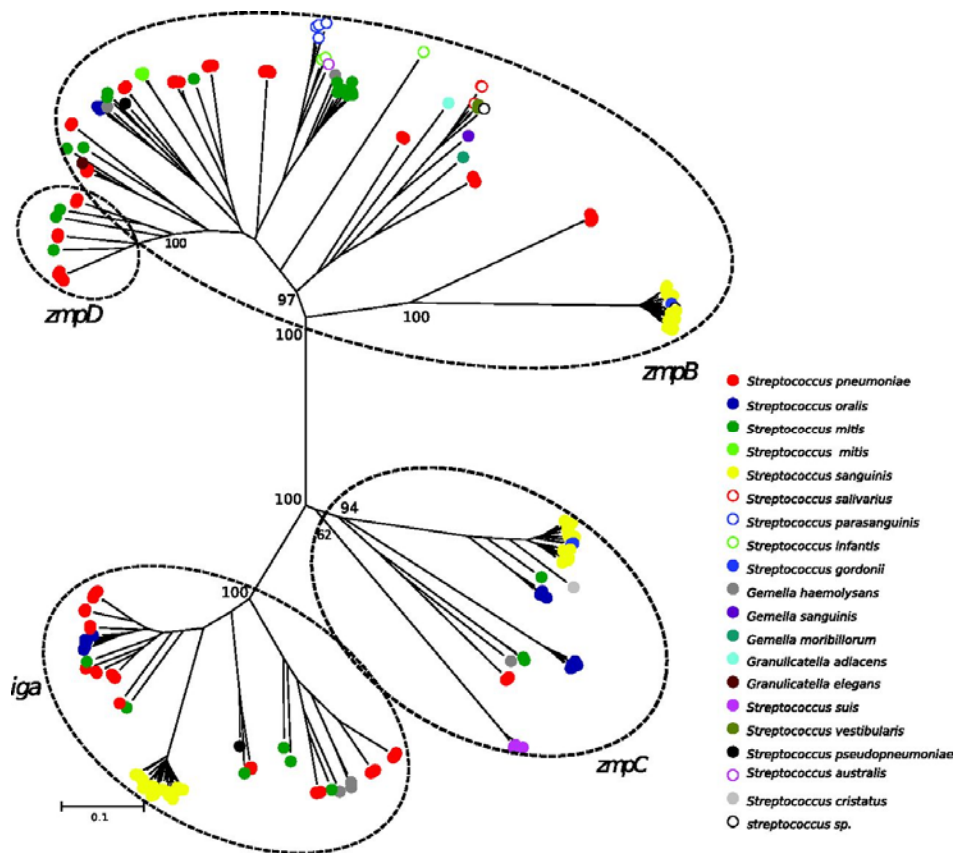 100
zmpD
97
100
100
zmpB
Streptococcus pneumoniae
Streptococcus oralis
Streptococcus mitis
Streptococcus mitis
Streptococcus sanguinis
Streptococcus salivarius
Streptococcus parasanguinis
Streptococcus infantis
Streptococcus gordonii
Gemella haemolysans
Gemella sanguinis
Gemella moribillorum
Granulicatella adiacens
Granulicatella elegans
Streptococcus suis
Streptococcus vestibularis
Streptococcus pseudopneumoniae
Streptococcus australis
Streptococcus cristatus
streptococcus sp.
100
94
62
100
iga
zmpC
0.1